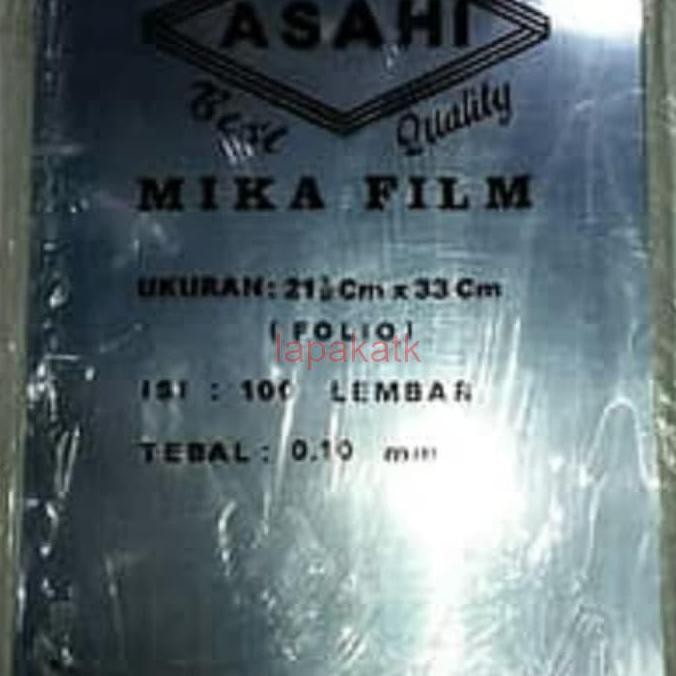 ASAHI
Best Quality
MIKA FILM
UKURAN: 21½ Cm x 33 Cm
( FOLIO )
lapakatk
ISI : 100 LEMBAR
TEBAL : 0.10 mm